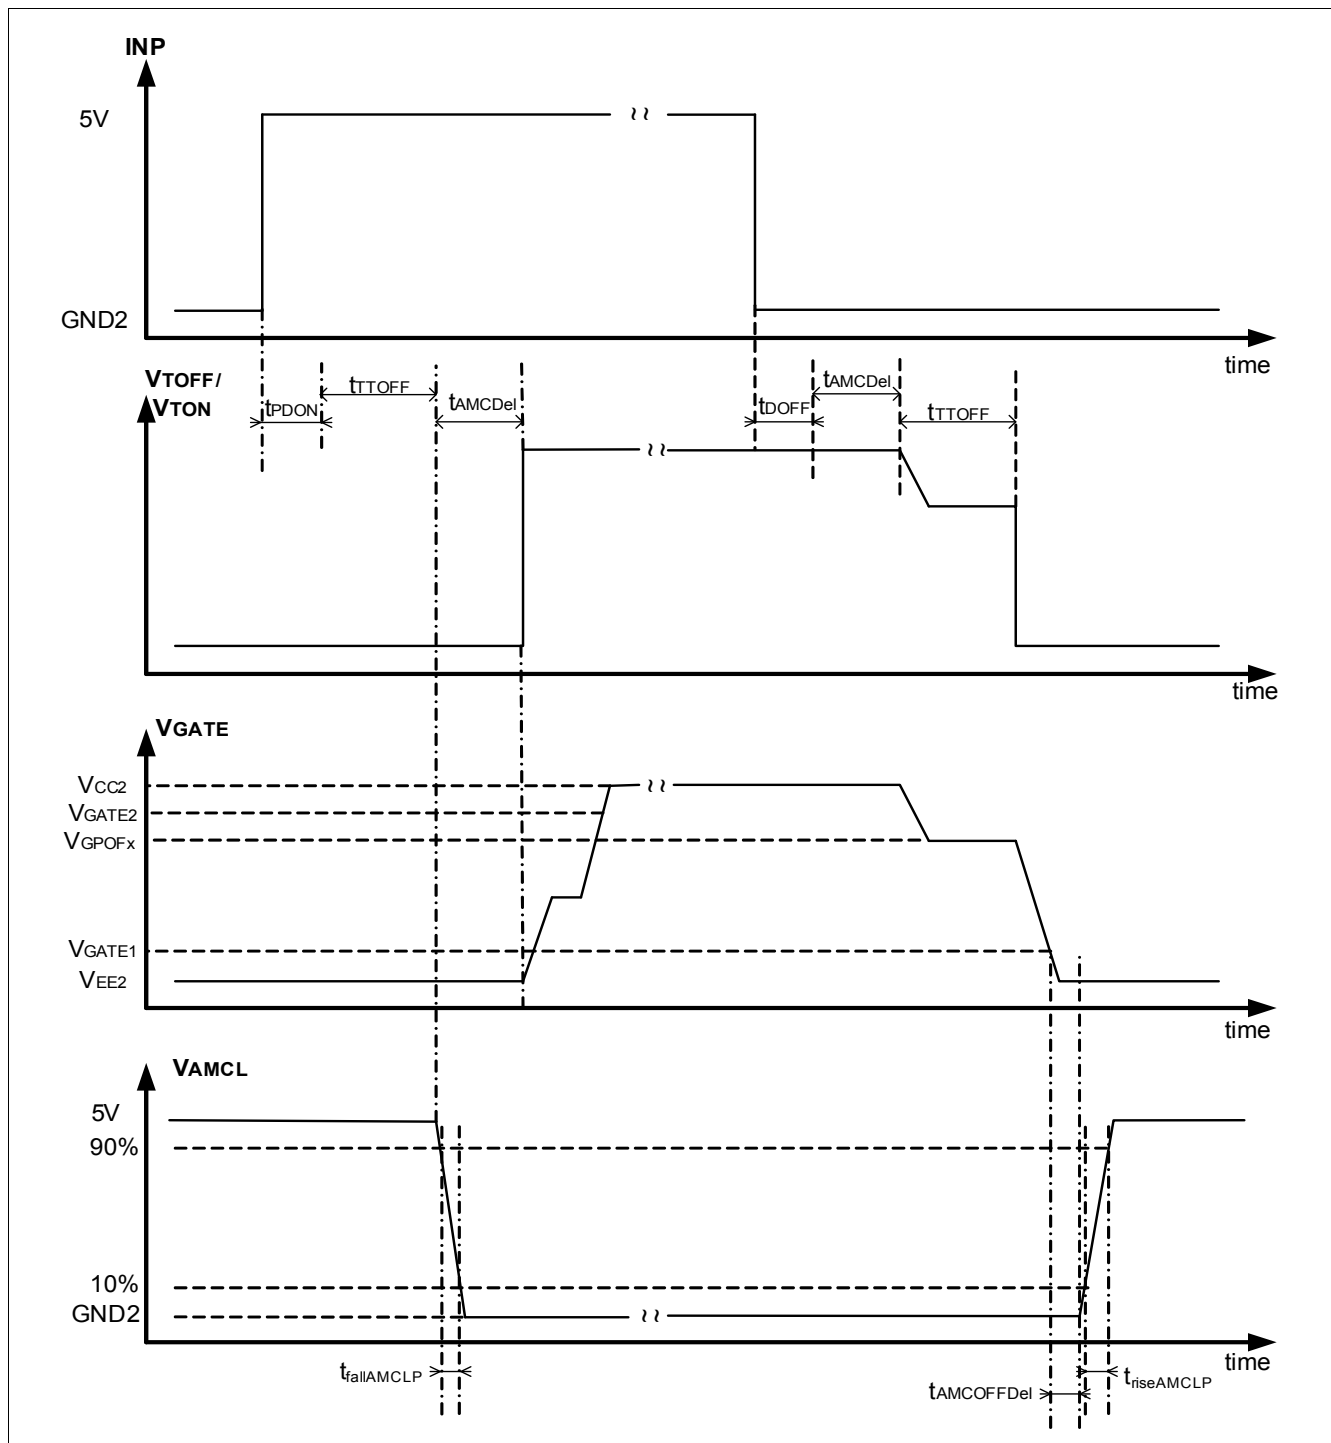 INP
5V
GND2
time
VTOFF/
VTON
tPDON
tTTOFF
tAMCDel
tDOFF
tAMCDel
tTTOFF
time
VGATE
VCC2
VGATE2
VGPOFx
VGATE1
VEE2
time
VAMCL
5V
90%
10%
GND2
time
tfallAMCLP
tAMCOFFDel
triseAMCLP